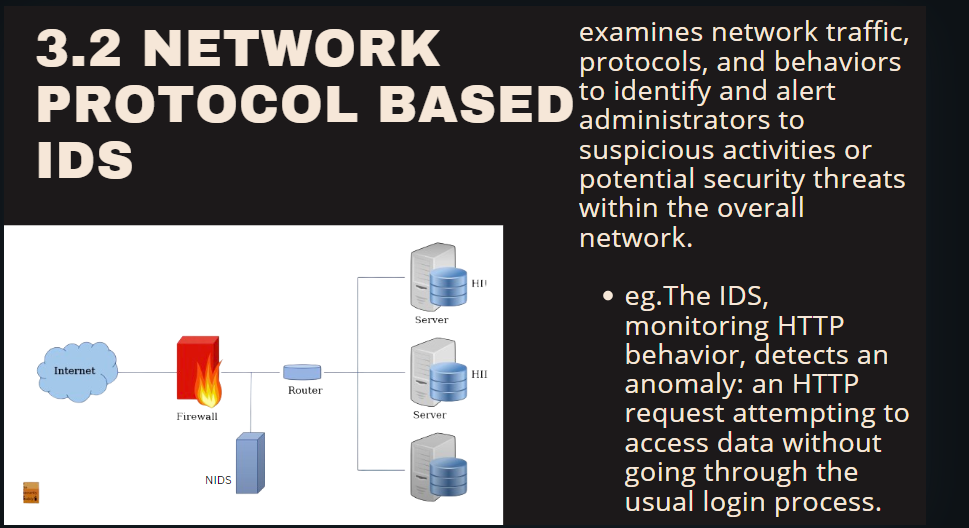 3.2 NETWORK
PROTOCOL BASED
IDS
examines network traffic,
protocols, and behaviors
to identify and alert
administrators to
suspicious activities or
potential security threats
within the overall
network.
• eg.The IDS,
monitoring HTTP
behavior, detects an
anomaly: an HTTP
request attempting to
access data without
going through the
usual login process.
Internet
Firewall
NIDS
Router
Server
Server